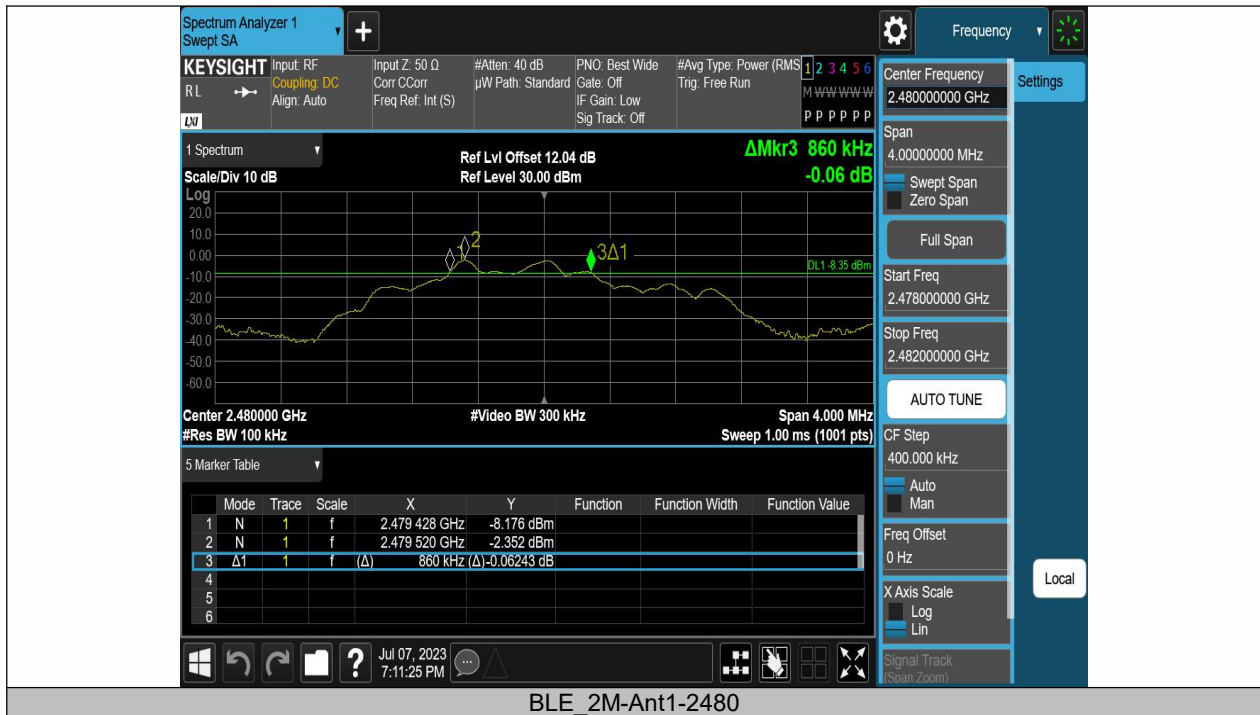 Spectrum Analyzer 1
Swept SA
+
Frequency
KEYSIGHT
RL
LXI
Input: RF
Coupling: DC
Align: Auto
Input Z: 50 Ω
Corr CCorr
Freq Ref: Int (S)
#Atten: 40 dB
µW Path: Standard
PNO: Best Wide
Gate: Off
IF Gain: Low
Sig Track: Off
#Avg Type: Power (RMS
Trig: Free Run
1 2 3 4 5 6
M W W W W W
P P P P P P
Center Frequency
2.480000000 GHz
Settings
Span
4.00000000 MHz
Swept Span
Zero Span
Full Span
Start Freq
2.478000000 GHz
Stop Freq
2.482000000 GHz
AUTO TUNE
CF Step
400.000 kHz
Auto
Man
Freq Offset
0 Hz
X Axis Scale
Log
Lin
Signal Track
(Span Zoom)
Local
1 Spectrum
Scale/Div 10 dB
Ref Lvl Offset 12.04 dB
Ref Level 30.00 dBm
ΔMkr3 860 kHz
-0.06 dB
Log
20.0
10.0
0.00
-10.0
-20.0
-30.0
-40.0
-50.0
-60.0
1
2
3Δ1
DL1 -8.35 dBm
Center 2.480000 GHz
#Video BW 300 kHz
Span 4.000 MHz
#Res BW 100 kHz
Sweep 1.00 ms (1001 pts)
5 Marker Table
Mode Trace Scale X Y Function Function Width Function Value
1 N 1 f 2.479 428 GHz -8.176 dBm
2 N 1 f 2.479 520 GHz -2.352 dBm
3 Δ1 1 f (Δ) 860 kHz (Δ)-0.06243 dB
4
5
6
?
Jul 07, 2023
7:11:25 PM
BLE_2M-Ant1-2480